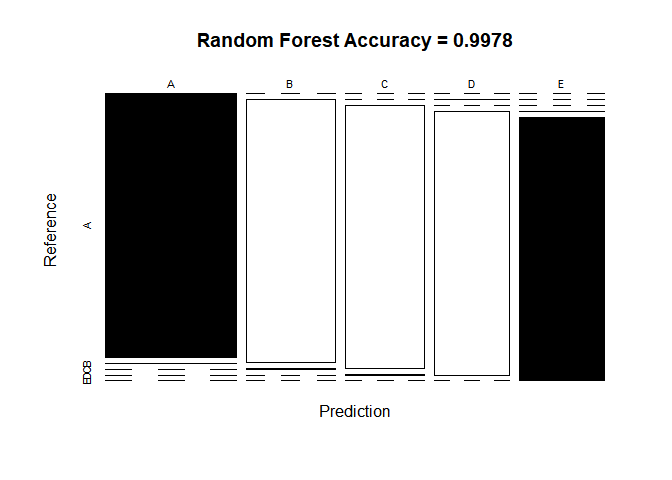 Random Forest Accuracy = 0.9978
A B C D E
Reference
A
EDCB
Prediction